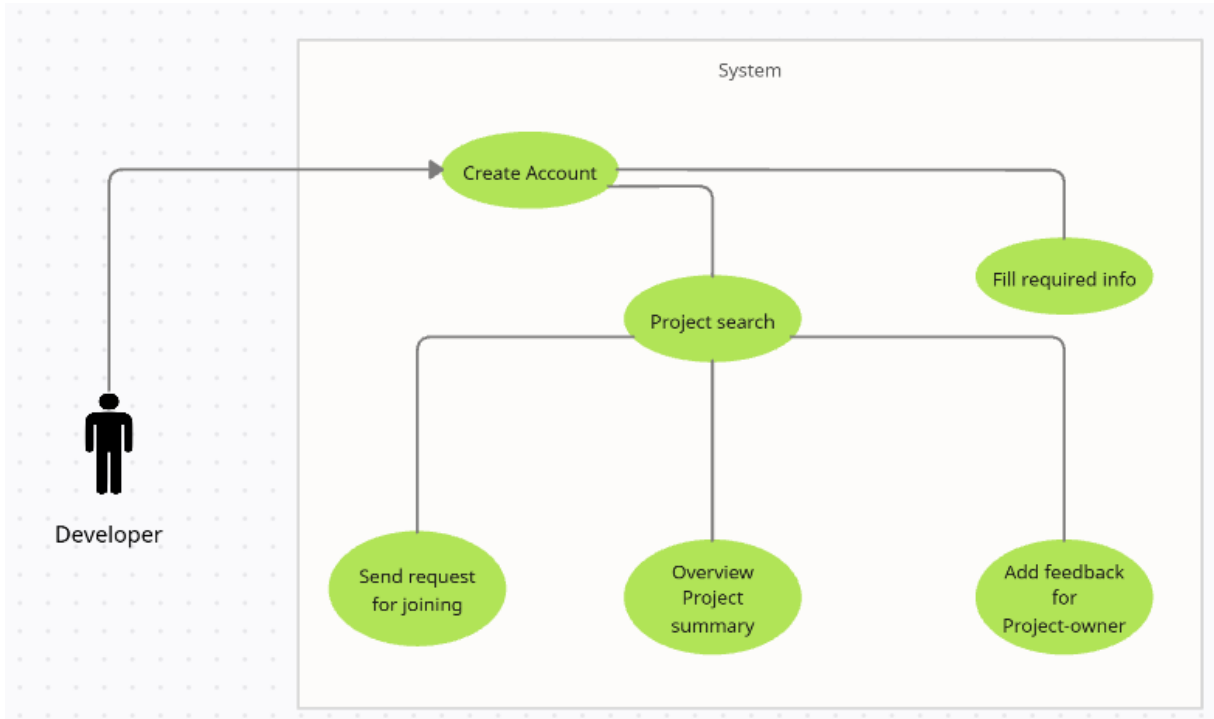 System
Create Account
Fill required info
Project search
Developer
Send request
for joining
Overview
Project
summary
Add feedback
for
Project-owner